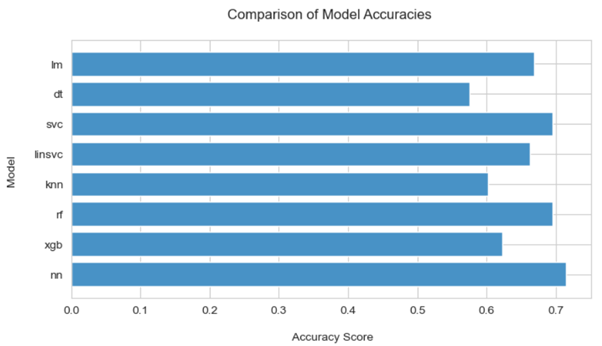 Comparison of Model Accuracies
Model
lm
dt
svc
linsvc
knn
rf
xgb
nn
0.0 0.1 0.2 0.3 0.4 0.5 0.6 0.7
Accuracy Score